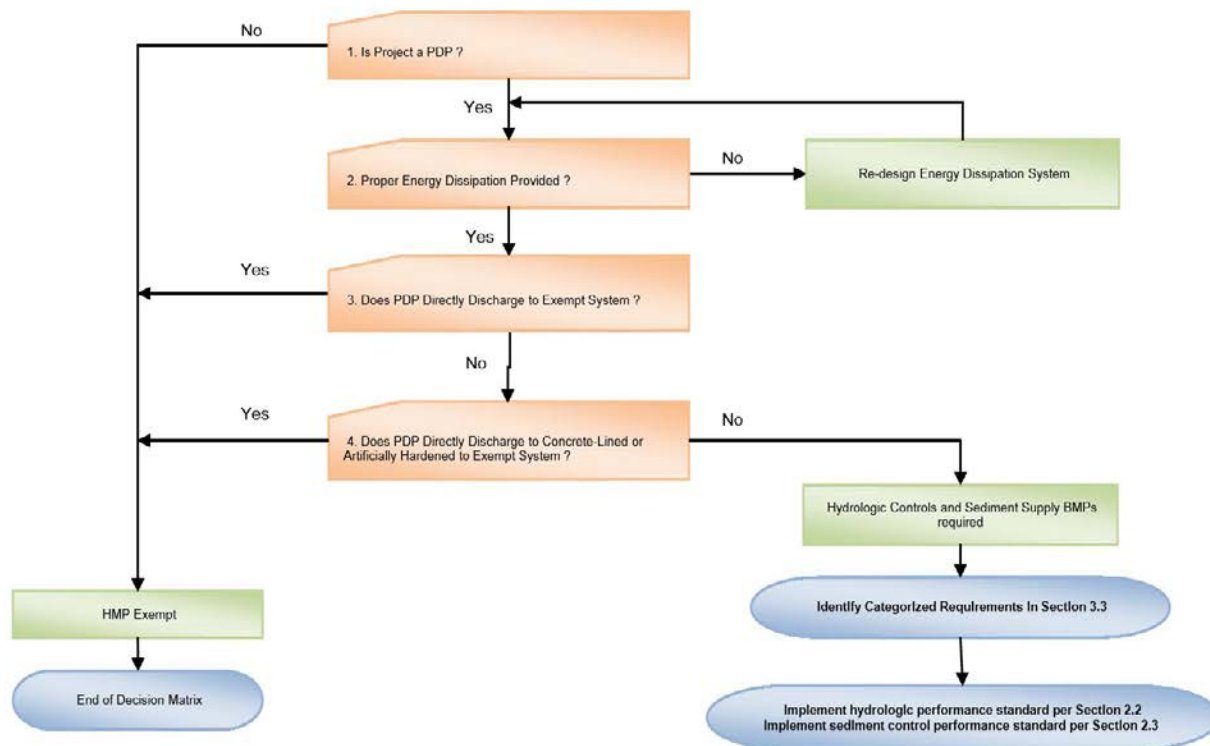 No
1. Is Project a PDP ?
Yes
2. Proper Energy Dissipation Provided ?
No
Re-design Energy Dissipation System
Yes
Yes
3. Does PDP Directly Discharge to Exempt System ?
No
Yes
4. Does PDP Directly Discharge to Concrete-Lined or
Artificially Hardened to Exempt System ?
No
Hydrologic Controls and Sediment Supply BMPs
required
HMP Exempt
Identify Categorized Requirements in Section 3.3
End of Decision Matrix
Implement hydrologic performance standard per Section 2.2
Implement sediment control performance standard per Section 2.3